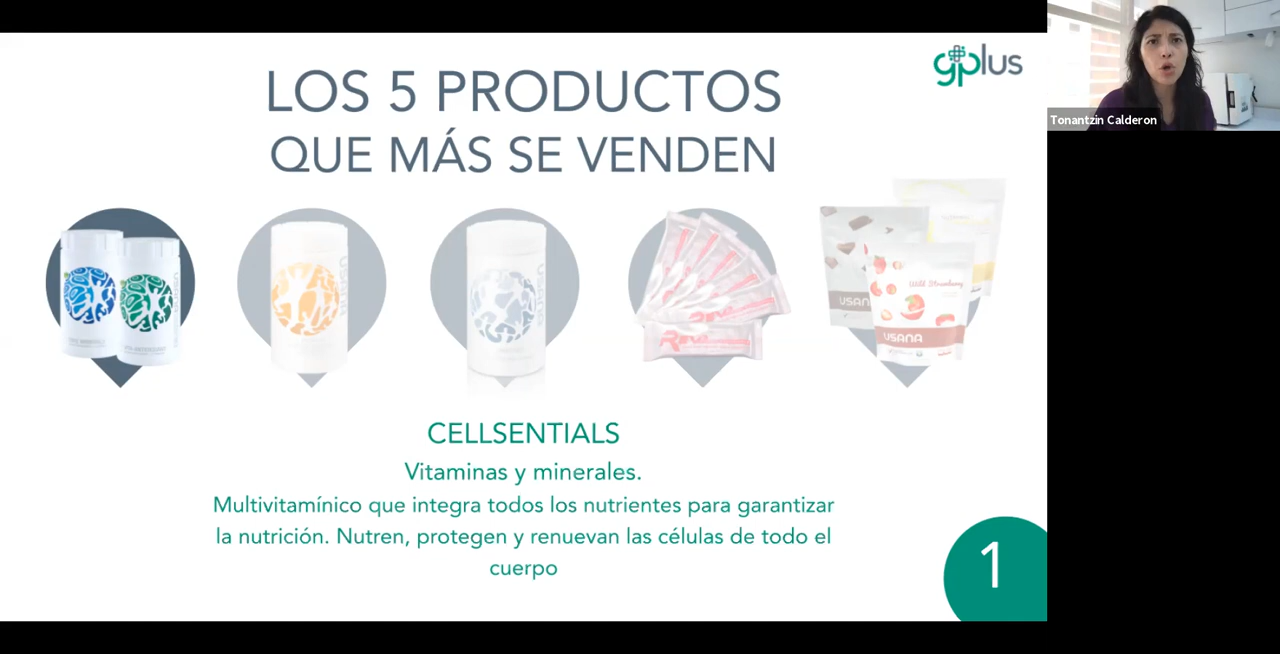 gplus
Tonantzin Calderon
LOS 5 PRODUCTOS
QUE MÁS SE VENDEN
USANA
Wild Strawberry
USANA
CELLSENTIALS
Vitaminas y minerales.
Multivitamínico que integra todos los nutrientes para garantizar
la nutrición. Nutren, protegen y renuevan las células de todo el
cuerpo
1